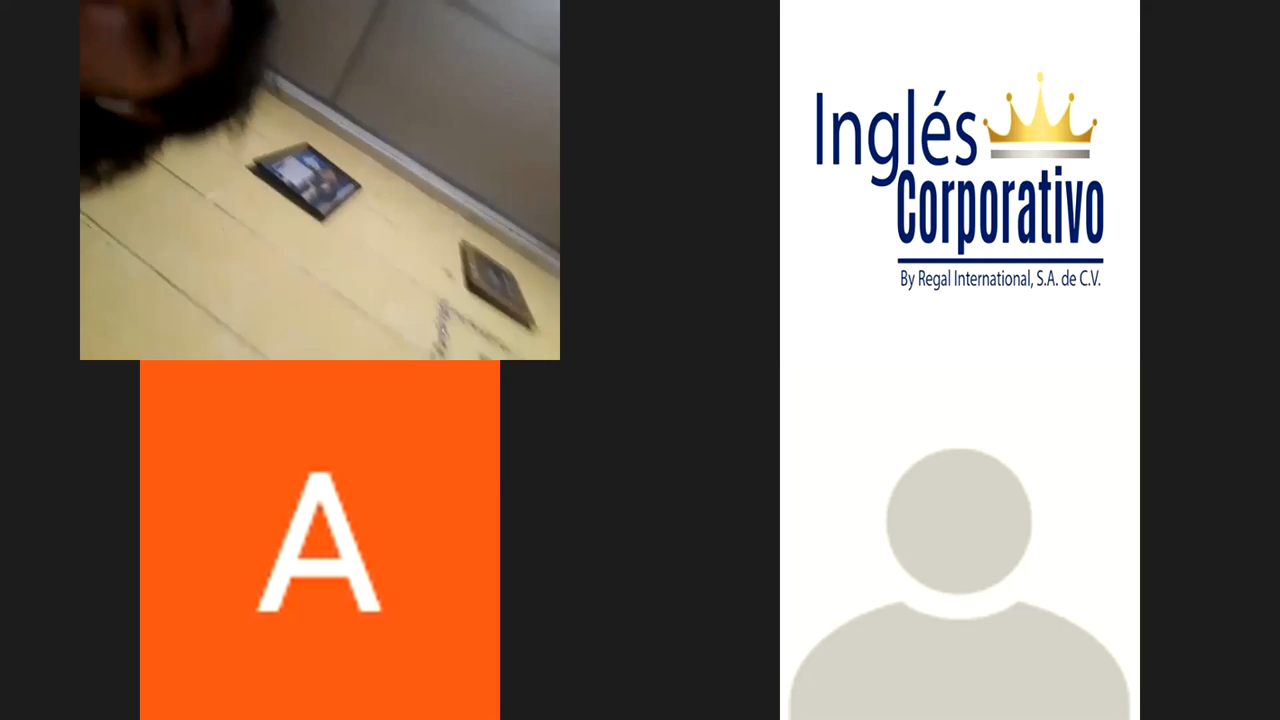 Inglés
Corporativo
By Regal International, S.A. de C.V.
A